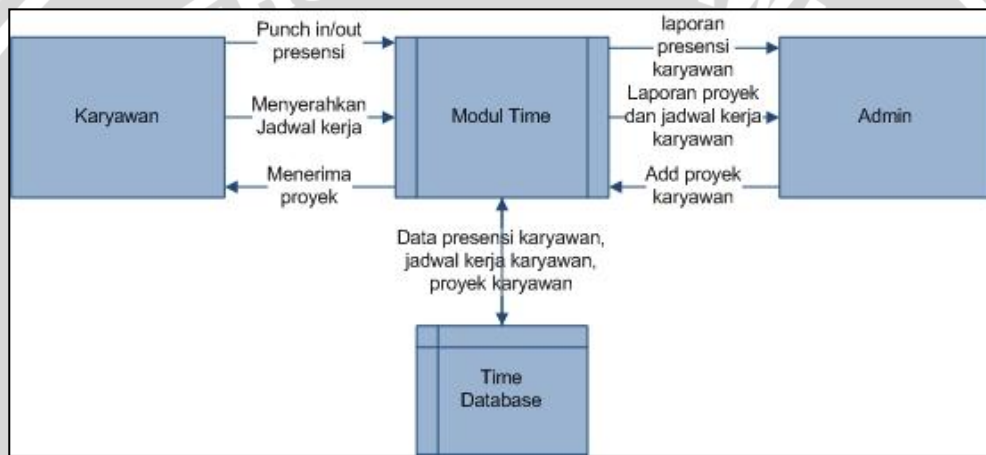 Karyawan
Punch in/out
presensi
Menyerahkan
Jadwal kerja
Menerima
proyek
Modul Time
laporan
presensi
karyawan
Laporan proyek
dan jadwal kerja
karyawan
Add proyek
karyawan
Admin
Data presensi karyawan,
jadwal kerja karyawan,
proyek karyawan
Time
Database